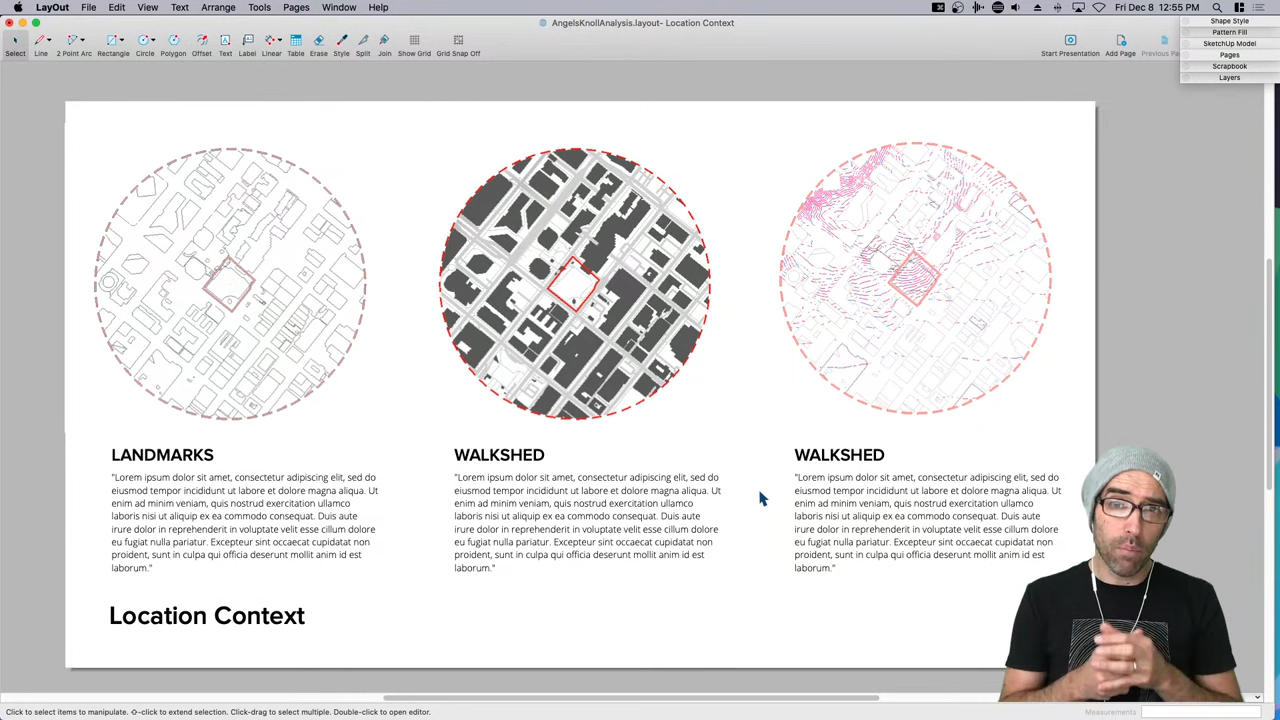 LayOut File Edit View Text Arrange Tools Pages Window Help
Fri Dec 8 12:55 PM
AngelsKnollAnalysis.layout- Location Context
Select Line 2 Point Arc Rectangle Circle Polygon Offset Text Label Linear Table Erase Style Split Join Show Grid Grid Snap Off Start Presentation Add Page Previous Pa
Shape Style
Pattern Fill
SketchUp Model
Pages
Scrapbook
Layers
LANDMARKS
"Lorem ipsum dolor sit amet, consectetur adipiscing elit, sed do
eiusmod tempor incididunt ut labore et dolore magna aliqua. Ut
enim ad minim veniam, quis nostrud exercitation ullamco
laboris nisi ut aliquip ex ea commodo consequat. Duis aute
irure dolor in reprehenderit in voluptate velit esse cillum dolore
eu fugiat nulla pariatur. Excepteur sint occaecat cupidatat non
proident, sunt in culpa qui officia deserunt mollit anim id est
laborum."
WALKSHED
"Lorem ipsum dolor sit amet, consectetur adipiscing elit, sed do
eiusmod tempor incididunt ut labore et dolore magna aliqua. Ut
enim ad minim veniam, quis nostrud exercitation ullamco
laboris nisi ut aliquip ex ea commodo consequat. Duis aute
irure dolor in reprehenderit in voluptate velit esse cillum dolore
eu fugiat nulla pariatur. Excepteur sint occaecat cupidatat non
proident, sunt in culpa qui officia deserunt mollit anim id est
laborum."
WALKSHED
"Lorem ipsum dolor sit amet, consectetur adipiscing elit, sed do
eiusmod tempor incididunt ut labore et dolore magna aliqua. Ut
enim ad minim veniam, quis nostrud exercitation ullamco
laboris nisi ut aliquip ex ea commodo consequat. Duis aute
irure dolor in reprehenderit in voluptate velit esse cillum dolore
eu fugiat nulla pariatur. Excepteur sint occaecat cupidatat non
proident, sunt in culpa qui officia deserunt mollit anim id est
laborum."
Location Context
Click to select items to manipulate. ⇧-click to extend selection. Click-drag to select multiple. Double-click to open editor.
Measurements